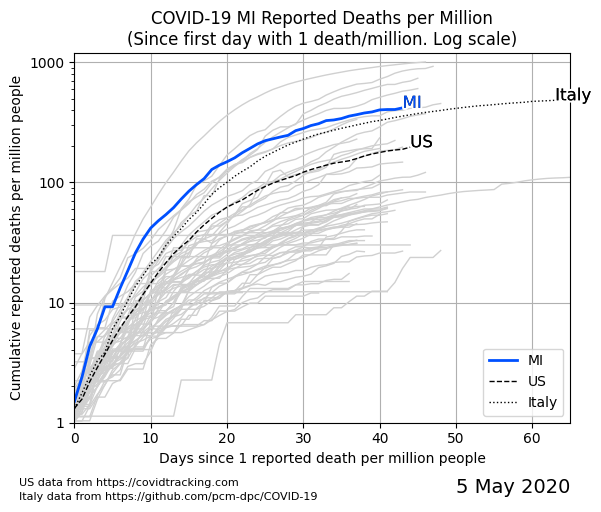 COVID-19 MI Reported Deaths per Million
(Since first day with 1 death/million. Log scale)
Cumulative reported deaths per million people
1000
100
10
1
MI
US
Italy
MI
US
Italy
0 10 20 30 40 50 60
Days since 1 reported death per million people
US data from https://covidtracking.com
Italy data from https://github.com/pcm-dpc/COVID-19
5 May 2020